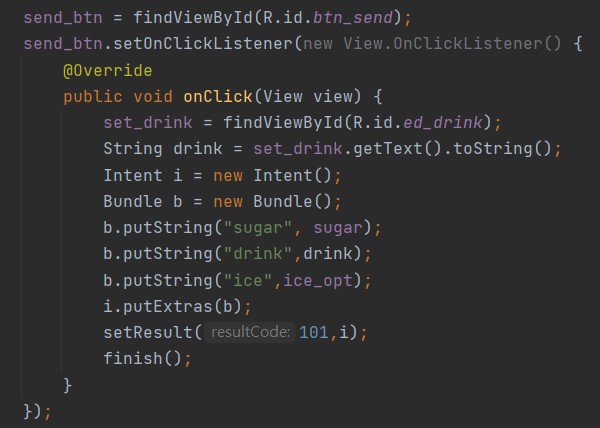 send_btn = findViewById(R.id.btn_send);
send_btn.setOnClickListener(new View.OnClickListener() {
    @Override
    public void onClick(View view) {
        set_drink = findViewById(R.id.ed_drink);
        String drink = set_drink.getText().toString();
        Intent i = new Intent();
        Bundle b = new Bundle();
        b.putString("sugar", sugar);
        b.putString("drink",drink);
        b.putString("ice",ice_opt);
        i.putExtras(b);
        setResult( resultCode: 101,i);
        finish();
    }
});